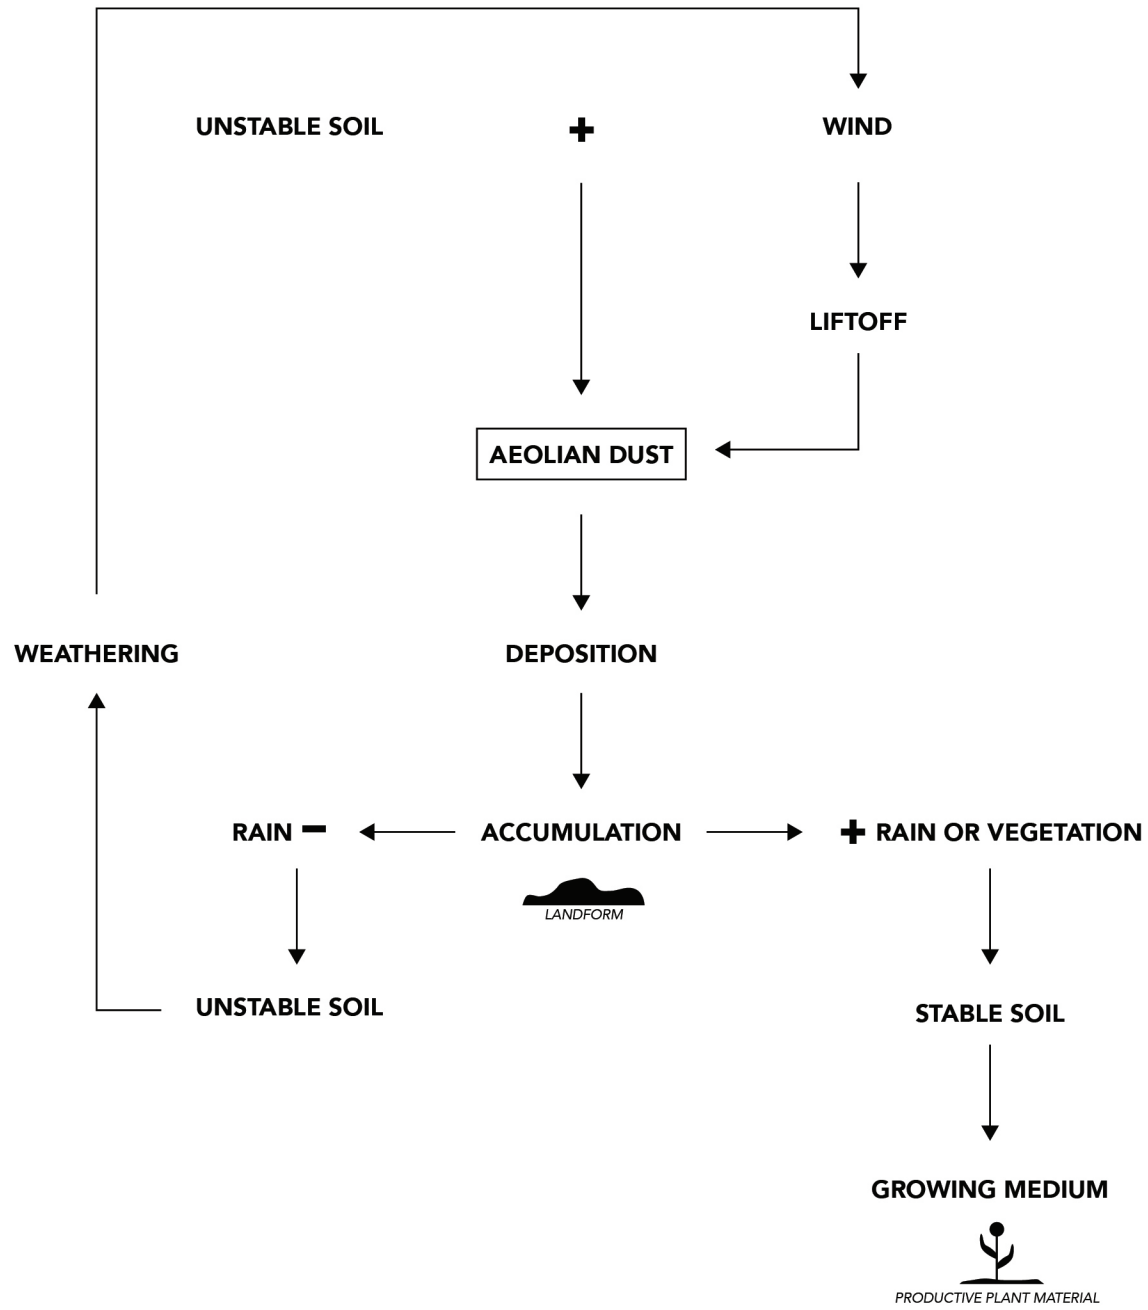 UNSTABLE SOIL + WIND
LIFTOFF
AEOLIAN DUST
WEATHERING
DEPOSITION
RAIN -
ACCUMULATION
+ RAIN OR VEGETATION
LANDFORM
UNSTABLE SOIL
STABLE SOIL
GROWING MEDIUM
PRODUCTIVE PLANT MATERIAL